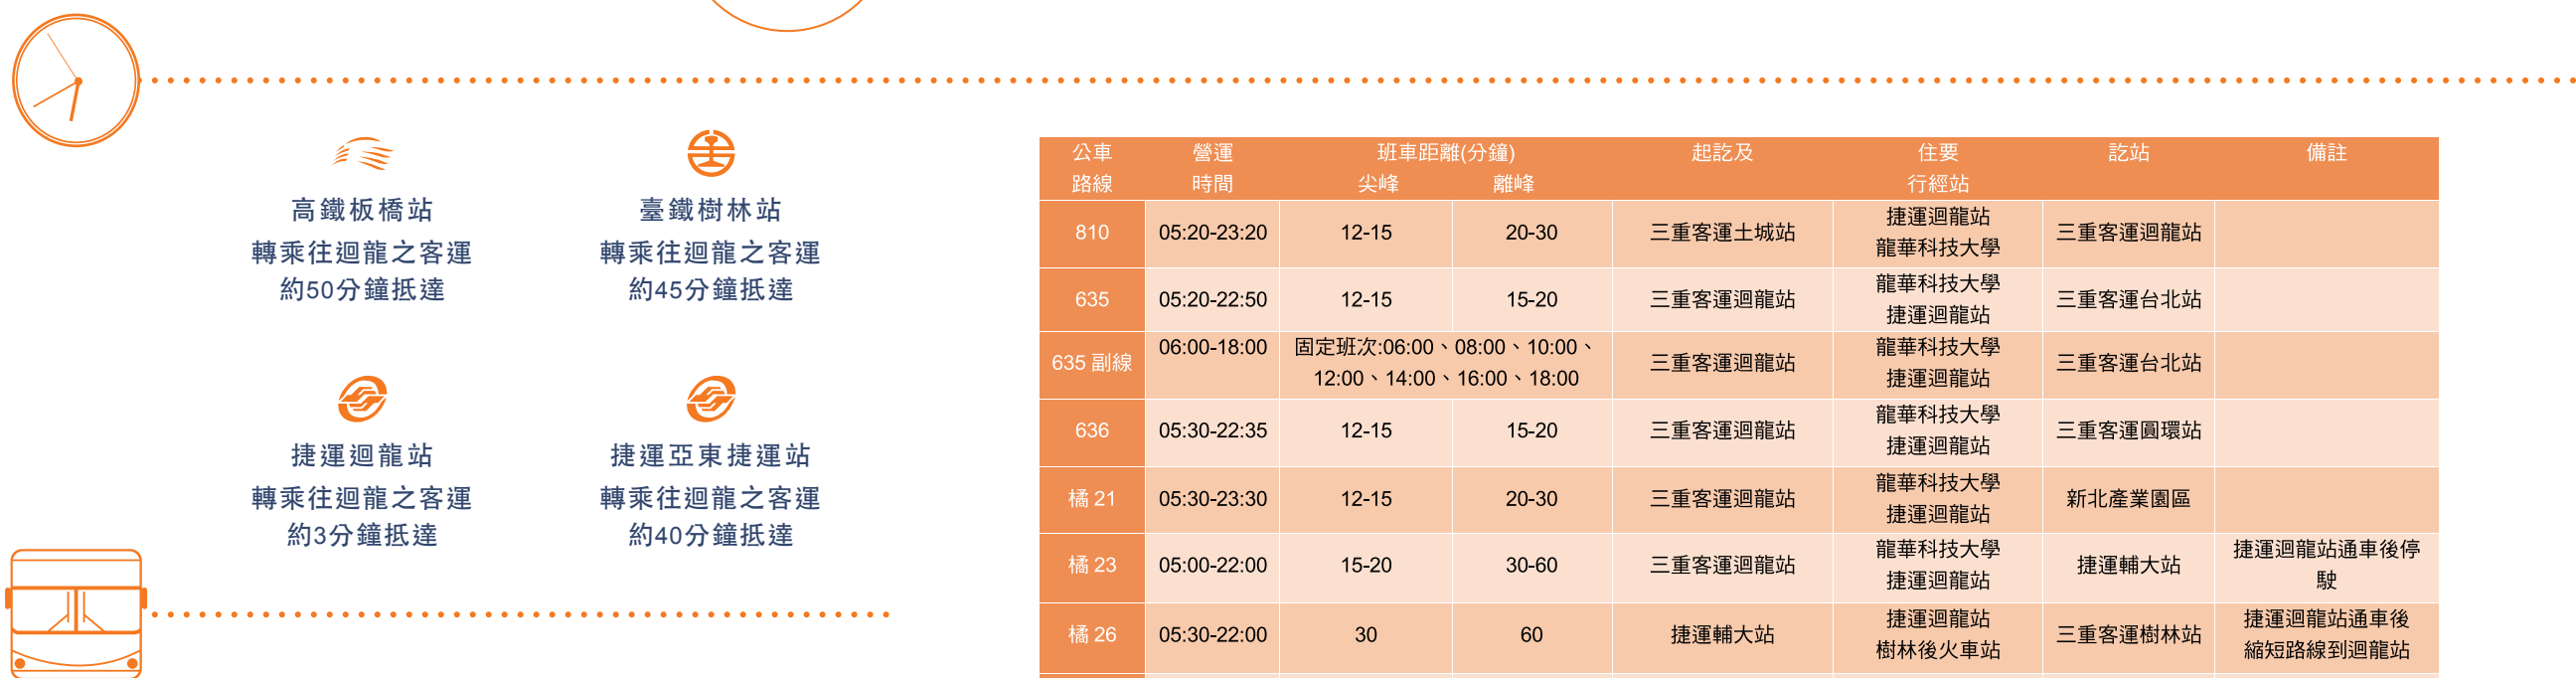 高鐵板橋站
轉乘往迴龍之客運
約50分鐘抵達
臺鐵樹林站
轉乘往迴龍之客運
約45分鐘抵達
捷運迴龍站
轉乘往迴龍之客運
約3分鐘抵達
捷運亞東捷運站
轉乘往迴龍之客運
約40分鐘抵達
公車 營運 班車距離(分鐘) 起訖及 住要 訖站 備註
路線 時間 尖峰 離峰 行經站
810 05:20-23:20 12-15 20-30 三重客運土城站 捷運迴龍站 三重客運迴龍站
龍華科技大學
635 05:20-22:50 12-15 15-20 三重客運迴龍站 龍華科技大學 三重客運台北站
捷運迴龍站
635 副線 06:00-18:00 固定班次:06:00、08:00、10:00、 三重客運迴龍站 龍華科技大學 三重客運台北站
12:00、14:00、16:00、18:00 捷運迴龍站
636 05:30-22:35 12-15 15-20 三重客運迴龍站 龍華科技大學 三重客運圓環站
捷運迴龍站
橘 21 05:30-23:30 12-15 20-30 三重客運迴龍站 龍華科技大學 新北產業園區
捷運迴龍站
橘 23 05:00-22:00 15-20 30-60 三重客運迴龍站 龍華科技大學 捷運輔大站 捷運迴龍站通車後停
捷運迴龍站 駛
橘 26 05:30-22:00 30 60 捷運輔大站 捷運迴龍站 三重客運樹林站 捷運迴龍站通車後
樹林後火車站 縮短路線到迴龍站